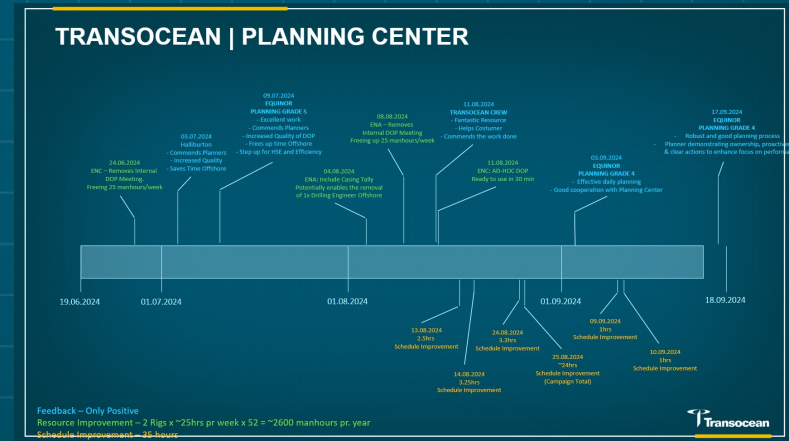 TRANSOCEAN | PLANNING CENTER
24.06.2024
ENC – Removes Internal
DOP Meeting.
Freeing 25 manhours/week
03.07.2024
Halliburton
- Commends Planners
- Increased Quality
- Saves Time Offshore
09.07.2024
EQUINOR
PLANNING GRADE 5
- Excellent work
- Commends Planners
- Increased Quality of DOP
- Frees up time Offshore
- Step up for HSE and Efficiency
04.08.2024
ENA: Include Casing Tally
Potentially enables the removal
of 1x Drilling Engineer Offshore
08.08.2024
ENA – Removes
Internal DOP Meeting
Freeing up 25 manhours/week
11.08.2024
TRANSOCEAN CREW
- Fantastic Resource
- Helps Costumer
- Commends the work done
11.08.2024
ENC: AD-HOC DOP
Ready to use in 30 min
03.09.2024
EQUINOR
PLANNING GRADE 4
- Effective daily planning
- Good cooperation with Planning Center
17.09.2024
EQUINOR
PLANNING GRADE 4
- Robust and good planning process
- Planner demonstrating ownership,
& clear actions to enhance focus on
19.06.2024
01.07.2024
01.08.2024
01.09.2024
18.09.2024
13.08.2024
2.5hrs
Schedule Improvement
14.08.2024
3.25hrs
Schedule Improvement
24.08.2024
3.3hrs
Schedule Improvement
25.08.2024
~24hrs
Schedule Improvement
(Campaign Total)
09.09.2024
1hrs
Schedule Improvement
10.09.2024
1hrs
Schedule Improvement
Feedback – Only Positive
Resource Improvement – 2 Rigs x ~25hrs pr week x 52 = ~2600 manhours pr. year
Schedule Improvement – 35 hours
Transocean